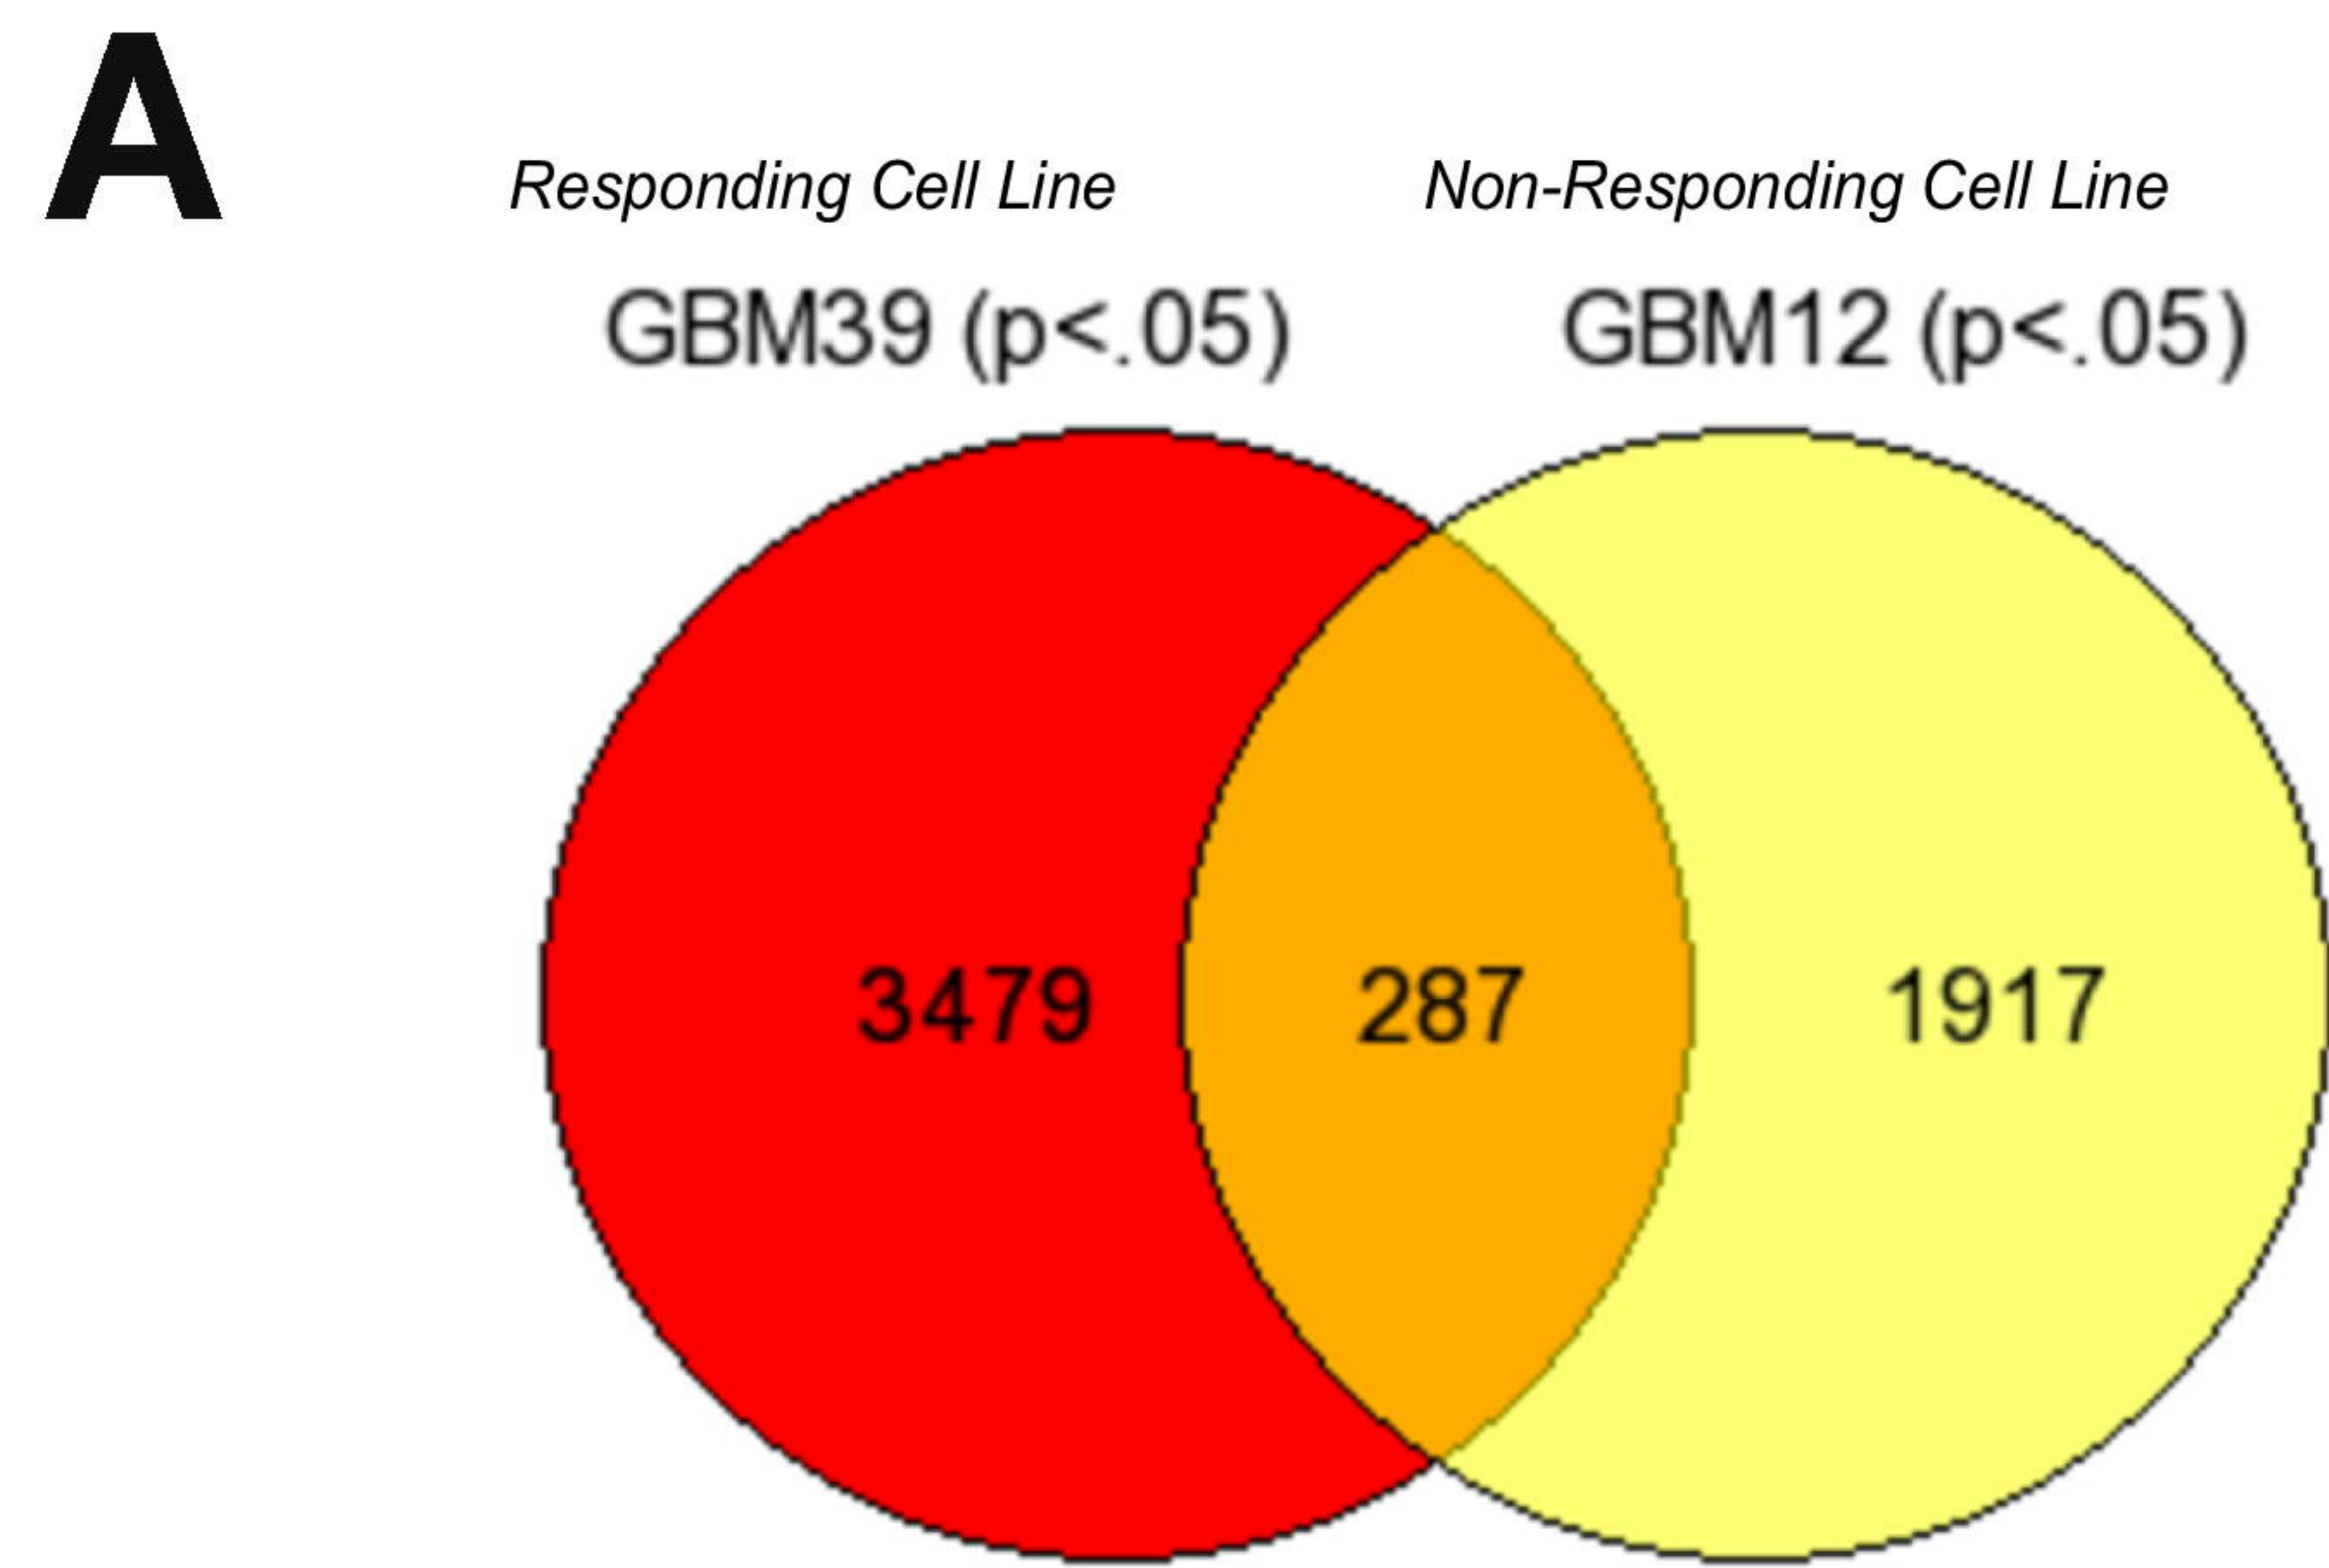 A
Responding Cell Line Non-Responding Cell Line
GBM39 (p<.05) GBM12 (p<.05)
3479 287 1917